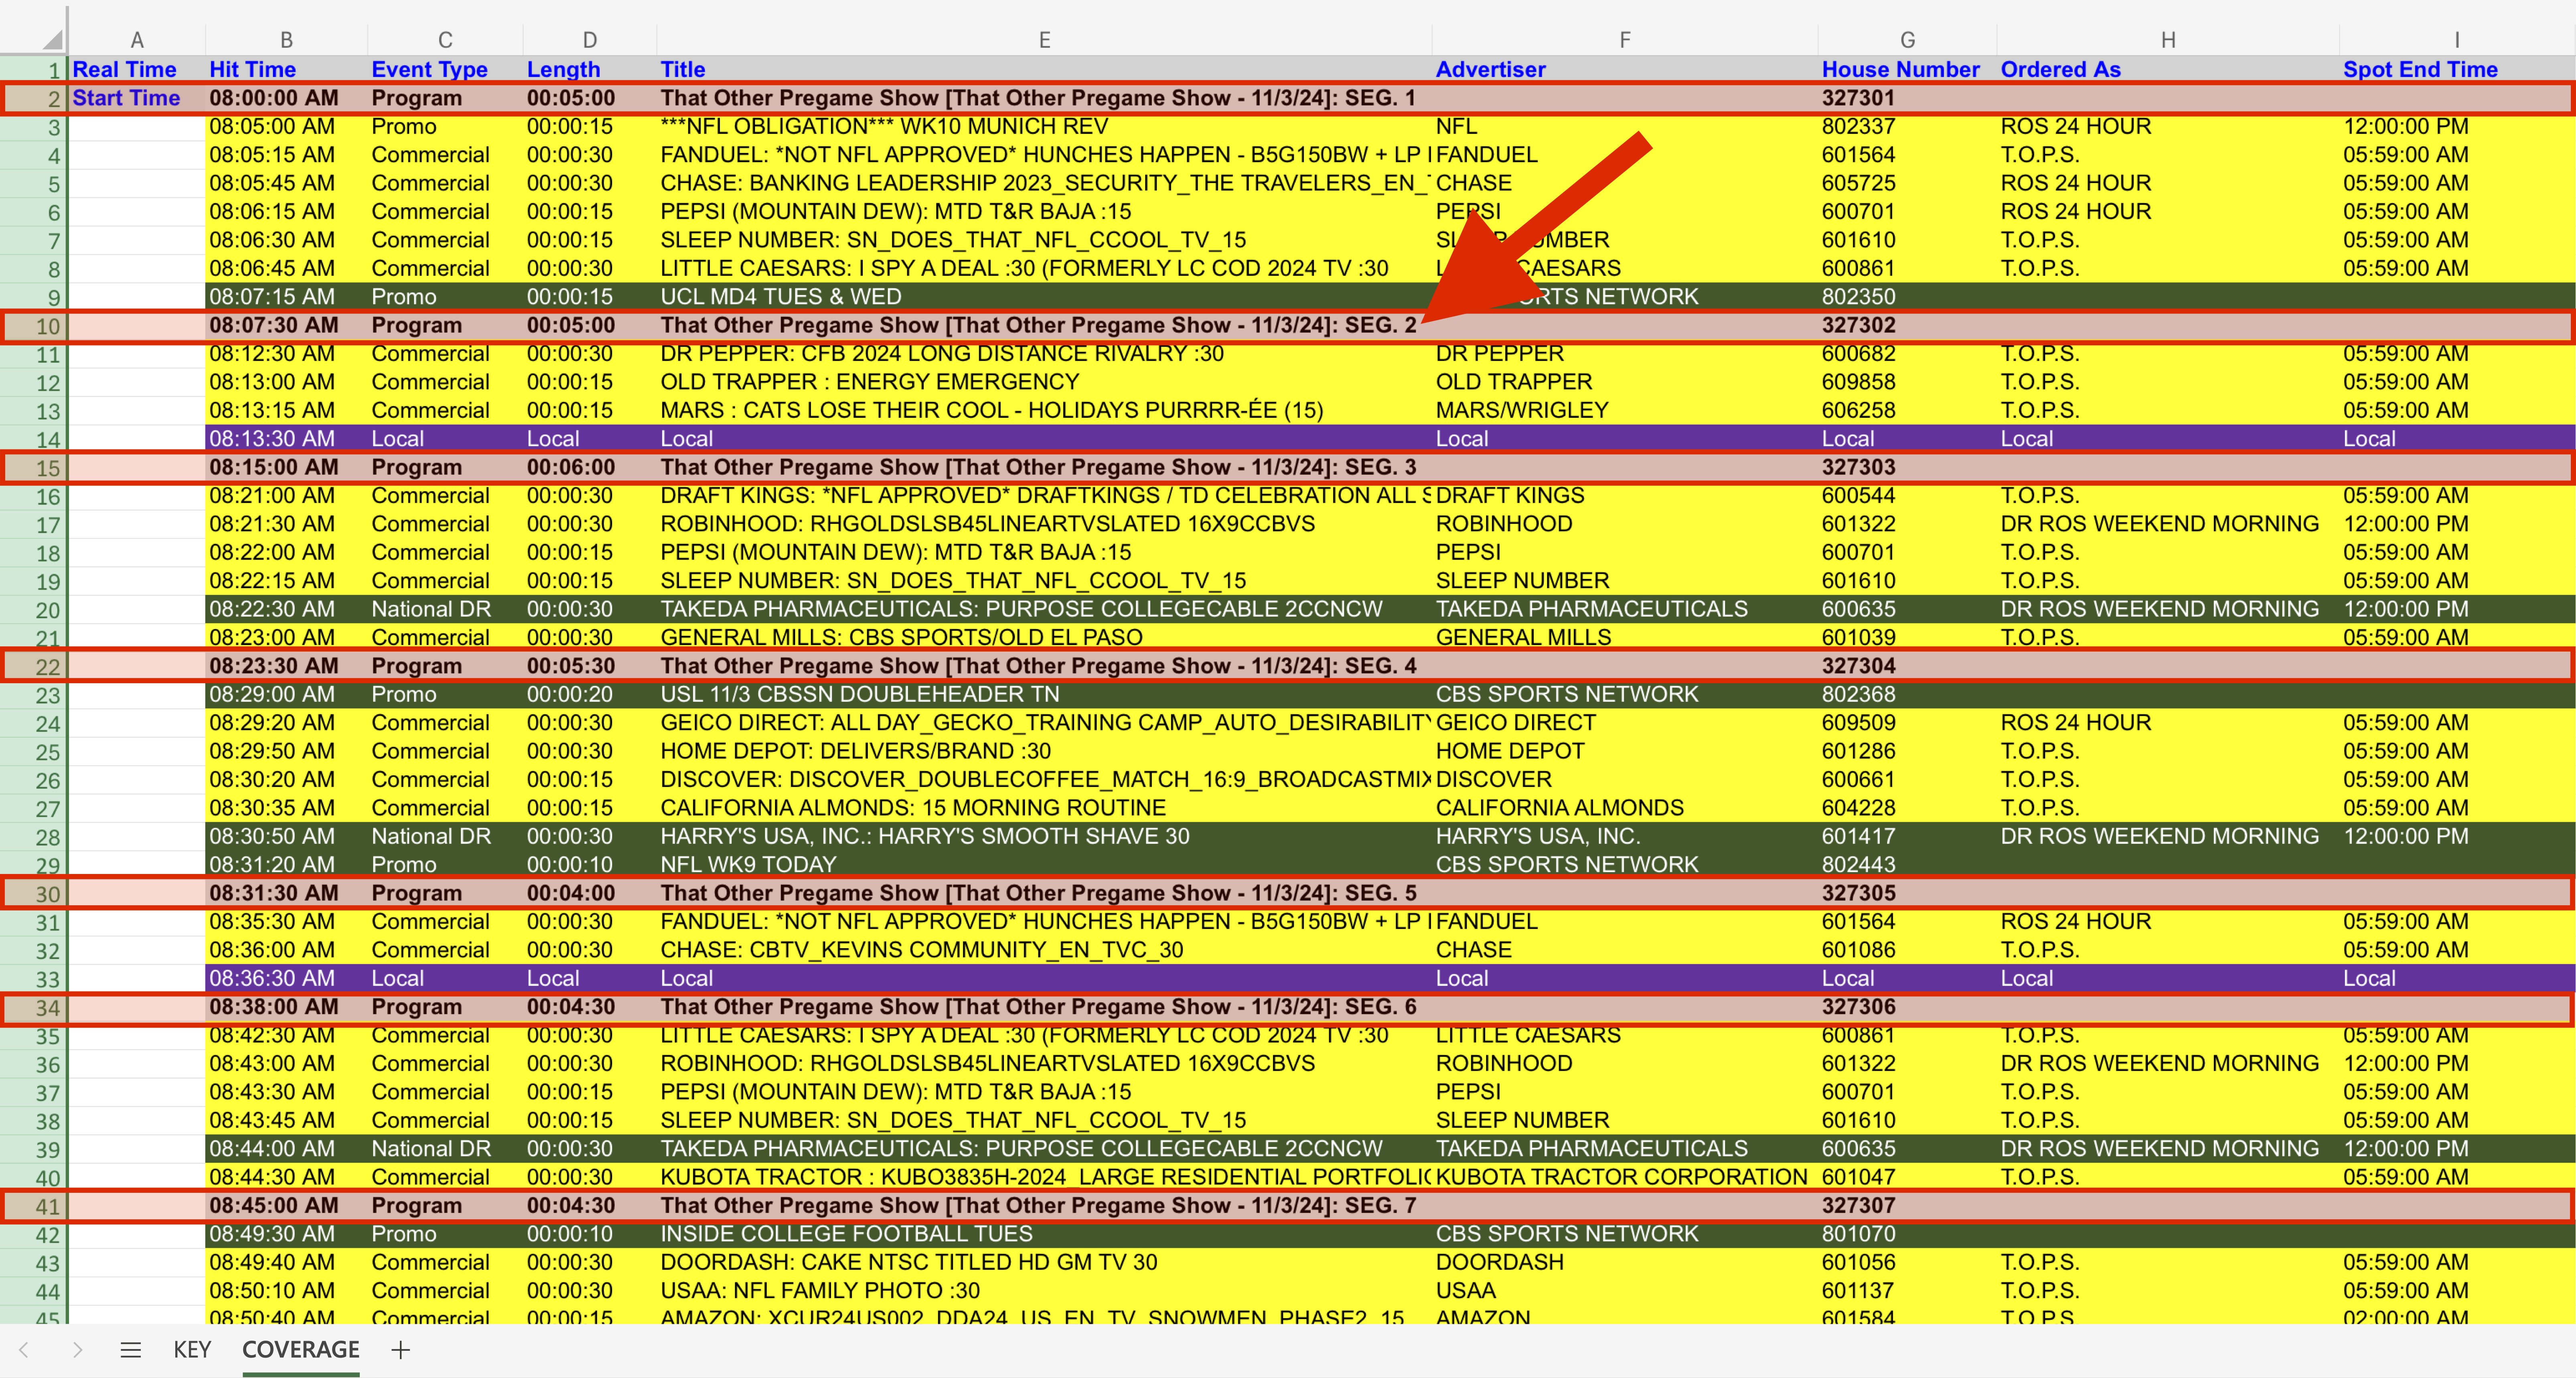 A B C D E F G H I
1 Real Time Hit Time Event Type Length Title Advertiser House Number Ordered As Spot End Time
2 Start Time 08:00:00 AM Program 00:05:00 That Other Pregame Show [That Other Pregame Show - 11/3/24]: SEG. 1 327301
3 08:05:00 AM Promo 00:00:15 ***NFL OBLIGATION*** WK10 MUNICH REV NFL 802337 ROS 24 HOUR 12:00:00 PM
4 08:05:15 AM Commercial 00:00:30 FANDUEL: *NOT NFL APPROVED* HUNCHES HAPPEN - B5G150BW + LP FANDUEL 601564 T.O.P.S. 05:59:00 AM
5 08:05:45 AM Commercial 00:00:30 CHASE: BANKING LEADERSHIP 2023_SECURITY_THE TRAVELERS_EN_ CHASE 605725 ROS 24 HOUR 05:59:00 AM
6 08:06:15 AM Commercial 00:00:15 PEPSI (MOUNTAIN DEW): MTD T&R BAJA :15 PEPSI 600701 ROS 24 HOUR 05:59:00 AM
7 08:06:30 AM Commercial 00:00:15 SLEEP NUMBER: SN_DOES_THAT_NFL_CCOOL_TV_15 SLEEP NUMBER 601610 T.O.P.S. 05:59:00 AM
8 08:06:45 AM Commercial 00:00:30 LITTLE CAESARS: I SPY A DEAL :30 (FORMERLY LC COD 2024 TV :30 CAESARS 600861 T.O.P.S. 05:59:00 AM
9 08:07:15 AM Promo 00:00:15 UCL MD4 TUES & WED SPORTS NETWORK 802350
10 08:07:30 AM Program 00:05:00 That Other Pregame Show [That Other Pregame Show - 11/3/24]: SEG. 2 327302
11 08:12:30 AM Commercial 00:00:30 DR PEPPER: CFB 2024 LONG DISTANCE RIVALRY :30 DR PEPPER 600682 T.O.P.S. 05:59:00 AM
12 08:13:00 AM Commercial 00:00:15 OLD TRAPPER : ENERGY EMERGENCY OLD TRAPPER 609858 T.O.P.S. 05:59:00 AM
13 08:13:15 AM Commercial 00:00:15 MARS : CATS LOSE THEIR COOL - HOLIDAYS PURRRR-ÉE (15) MARS/WRIGLEY 606258 T.O.P.S. 05:59:00 AM
14 08:13:30 AM Local Local Local Local Local Local Local
15 08:15:00 AM Program 00:06:00 That Other Pregame Show [That Other Pregame Show - 11/3/24]: SEG. 3 327303
16 08:21:00 AM Commercial 00:00:30 DRAFT KINGS: *NFL APPROVED* DRAFTKINGS / TD CELEBRATION ALL S DRAFT KINGS 600544 T.O.P.S. 05:59:00 AM
17 08:21:30 AM Commercial 00:00:30 ROBINHOOD: RHGOLDSLSB45LINEARTVSLATED 16X9CCBVS ROBINHOOD 601322 DR ROS WEEKEND MORNING 12:00:00 PM
18 08:22:00 AM Commercial 00:00:15 PEPSI (MOUNTAIN DEW): MTD T&R BAJA :15 PEPSI 600701 T.O.P.S. 05:59:00 AM
19 08:22:15 AM Commercial 00:00:15 SLEEP NUMBER: SN_DOES_THAT_NFL_CCOOL_TV_15 SLEEP NUMBER 601610 T.O.P.S. 05:59:00 AM
20 08:22:30 AM National DR 00:00:30 TAKEDA PHARMACEUTICALS: PURPOSE COLLEGECABLE 2CCNCW TAKEDA PHARMACEUTICALS 600635 DR ROS WEEKEND MORNING 12:00:00 PM
21 08:23:00 AM Commercial 00:00:30 GENERAL MILLS: CBS SPORTS/OLD EL PASO GENERAL MILLS 601039 T.O.P.S. 05:59:00 AM
22 08:23:30 AM Program 00:05:30 That Other Pregame Show [That Other Pregame Show - 11/3/24]: SEG. 4 327304
23 08:29:00 AM Promo 00:00:20 USL 11/3 CBSSN DOUBLEHEADER TN CBS SPORTS NETWORK 802368
24 08:29:20 AM Commercial 00:00:30 GEICO DIRECT: ALL DAY_GECKO_TRAINING CAMP_AUTO_DESIRABILITY GEICO DIRECT 609509 ROS 24 HOUR 05:59:00 AM
25 08:29:50 AM Commercial 00:00:30 HOME DEPOT: DELIVERS/BRAND :30 HOME DEPOT 601286 T.O.P.S. 05:59:00 AM
26 08:30:20 AM Commercial 00:00:15 DISCOVER: DISCOVER_DOUBLECOFFEE_MATCH_16:9_BROADCASTMIX DISCOVER 600661 T.O.P.S. 05:59:00 AM
27 08:30:35 AM Commercial 00:00:15 CALIFORNIA ALMONDS: 15 MORNING ROUTINE CALIFORNIA ALMONDS 604228 T.O.P.S. 05:59:00 AM
28 08:30:50 AM National DR 00:00:30 HARRY'S USA, INC.: HARRY'S SMOOTH SHAVE 30 HARRY'S USA, INC. 601417 DR ROS WEEKEND MORNING 12:00:00 PM
29 08:31:20 AM Promo 00:00:10 NFL WK9 TODAY CBS SPORTS NETWORK 802443
30 08:31:30 AM Program 00:04:00 That Other Pregame Show [That Other Pregame Show - 11/3/24]: SEG. 5 327305
31 08:35:30 AM Commercial 00:00:30 FANDUEL: *NOT NFL APPROVED* HUNCHES HAPPEN - B5G150BW + LP FANDUEL 601564 ROS 24 HOUR 05:59:00 AM
32 08:36:00 AM Commercial 00:00:30 CHASE: CBTV_KEVINS COMMUNITY_EN_TVC_30 CHASE 601086 T.O.P.S. 05:59:00 AM
33 08:36:30 AM Local Local Local Local Local Local Local
34 08:38:00 AM Program 00:04:30 That Other Pregame Show [That Other Pregame Show - 11/3/24]: SEG. 6 327306
35 08:42:30 AM Commercial 00:00:30 LITTLE CAESARS: I SPY A DEAL :30 (FORMERLY LC COD 2024 TV :30 LITTLE CAESARS 600861 T.O.P.S. 05:59:00 AM
36 08:43:00 AM Commercial 00:00:30 ROBINHOOD: RHGOLDSLSB45LINEARTVSLATED 16X9CCBVS ROBINHOOD 601322 DR ROS WEEKEND MORNING 12:00:00 PM
37 08:43:30 AM Commercial 00:00:15 PEPSI (MOUNTAIN DEW): MTD T&R BAJA :15 PEPSI 600701 T.O.P.S. 05:59:00 AM
38 08:43:45 AM Commercial 00:00:15 SLEEP NUMBER: SN_DOES_THAT_NFL_CCOOL_TV_15 SLEEP NUMBER 601610 T.O.P.S. 05:59:00 AM
39 08:44:00 AM National DR 00:00:30 TAKEDA PHARMACEUTICALS: PURPOSE COLLEGECABLE 2CCNCW TAKEDA PHARMACEUTICALS 600635 DR ROS WEEKEND MORNING 12:00:00 PM
40 08:44:30 AM Commercial 00:00:30 KUBOTA TRACTOR : KUBO3835H-2024_LARGE RESIDENTIAL PORTFOLIO KUBOTA TRACTOR CORPORATION 601047 T.O.P.S. 05:59:00 AM
41 08:45:00 AM Program 00:04:30 That Other Pregame Show [That Other Pregame Show - 11/3/24]: SEG. 7 327307
42 08:49:30 AM Promo 00:00:10 INSIDE COLLEGE FOOTBALL TUES CBS SPORTS NETWORK 801070
43 08:49:40 AM Commercial 00:00:30 DOORDASH: CAKE NTSC TITLED HD GM TV 30 DOORDASH 601056 T.O.P.S. 05:59:00 AM
44 08:50:10 AM Commercial 00:00:30 USAA: NFL FAMILY PHOTO :30 USAA 601137 T.O.P.S. 05:59:00 AM
45 08:50:40 AM Commercial 00:00:15 AMAZON: XCUR24US002_DDA24_US_EN_TV_SNOWMEN_PHASE2_15 AMAZON 601584 T.O.P.S. 02:00:00 AM
KEY COVERAGE +